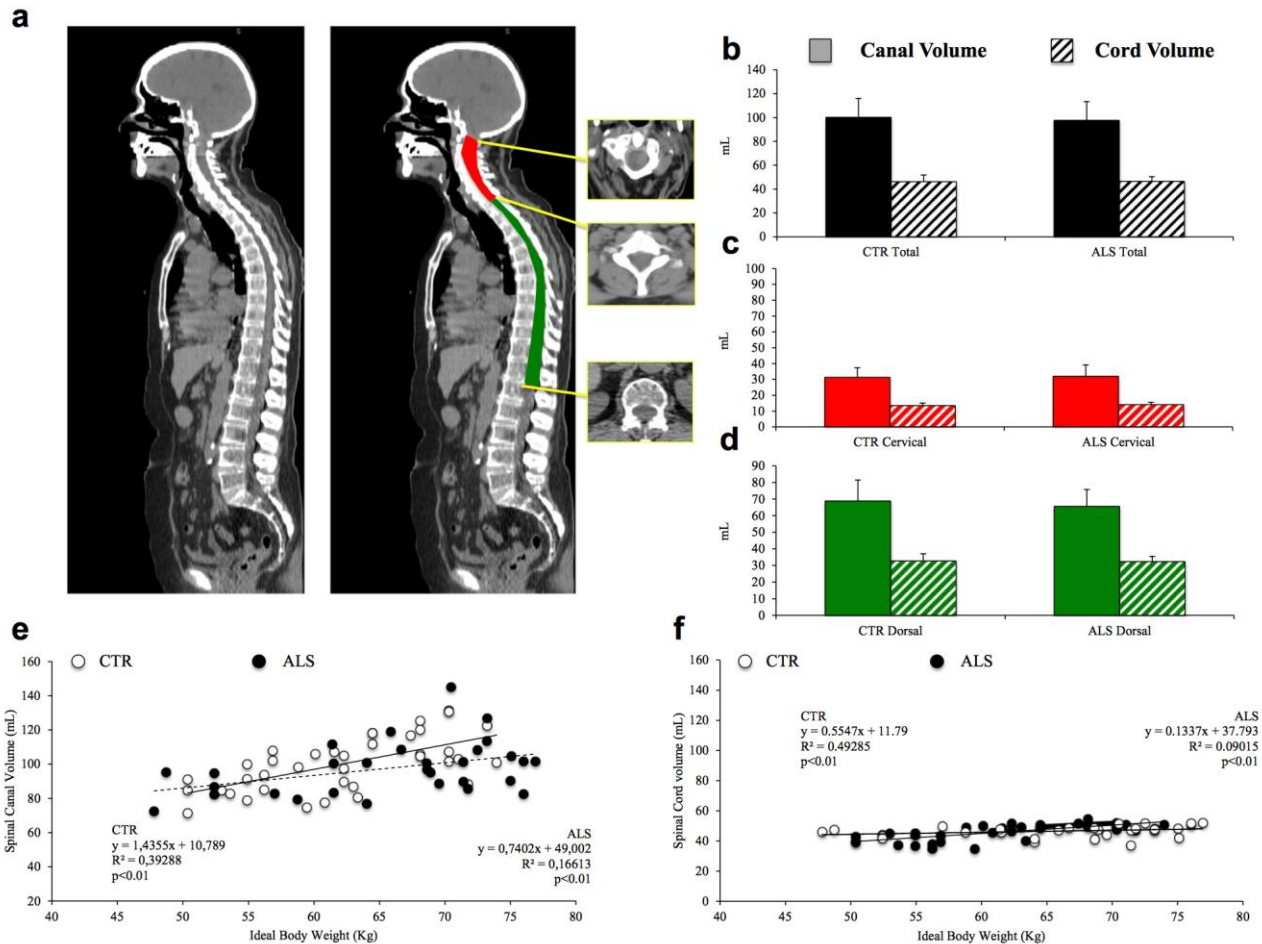 a
S
S
b
Canal Volume
Cord Volume
140
120
100
80
60
40
20
0
mL
CTR Total
ALS Total
c
100
90
80
70
60
50
40
30
20
10
0
mL
CTR Cervical
ALS Cervical
d
90
80
70
60
50
40
30
20
10
0
mL
CTR Dorsal
ALS Dorsal
e
CTR
ALS
160
140
120
100
80
60
40
20
Spinal Canal Volume (mL)
CTR
y = 1,4355x + 10,789
R² = 0,39288
p<0.01
ALS
y = 0,7402x + 49,002
R² = 0,16613
p<0.01
40 45 50 55 60 65 70 75 80
Ideal Body Weight (Kg)
f
CTR
ALS
160
140
120
100
80
60
40
20
0
Spinal Cord volume (mL)
CTR
y = 0.5547x + 11.79
R² = 0.49285
p<0.01
ALS
y = 0.1337x + 37.793
R² = 0.09015
p<0.01
40 45 50 55 60 65 70 75 80
Ideal Body Weight (Kg)